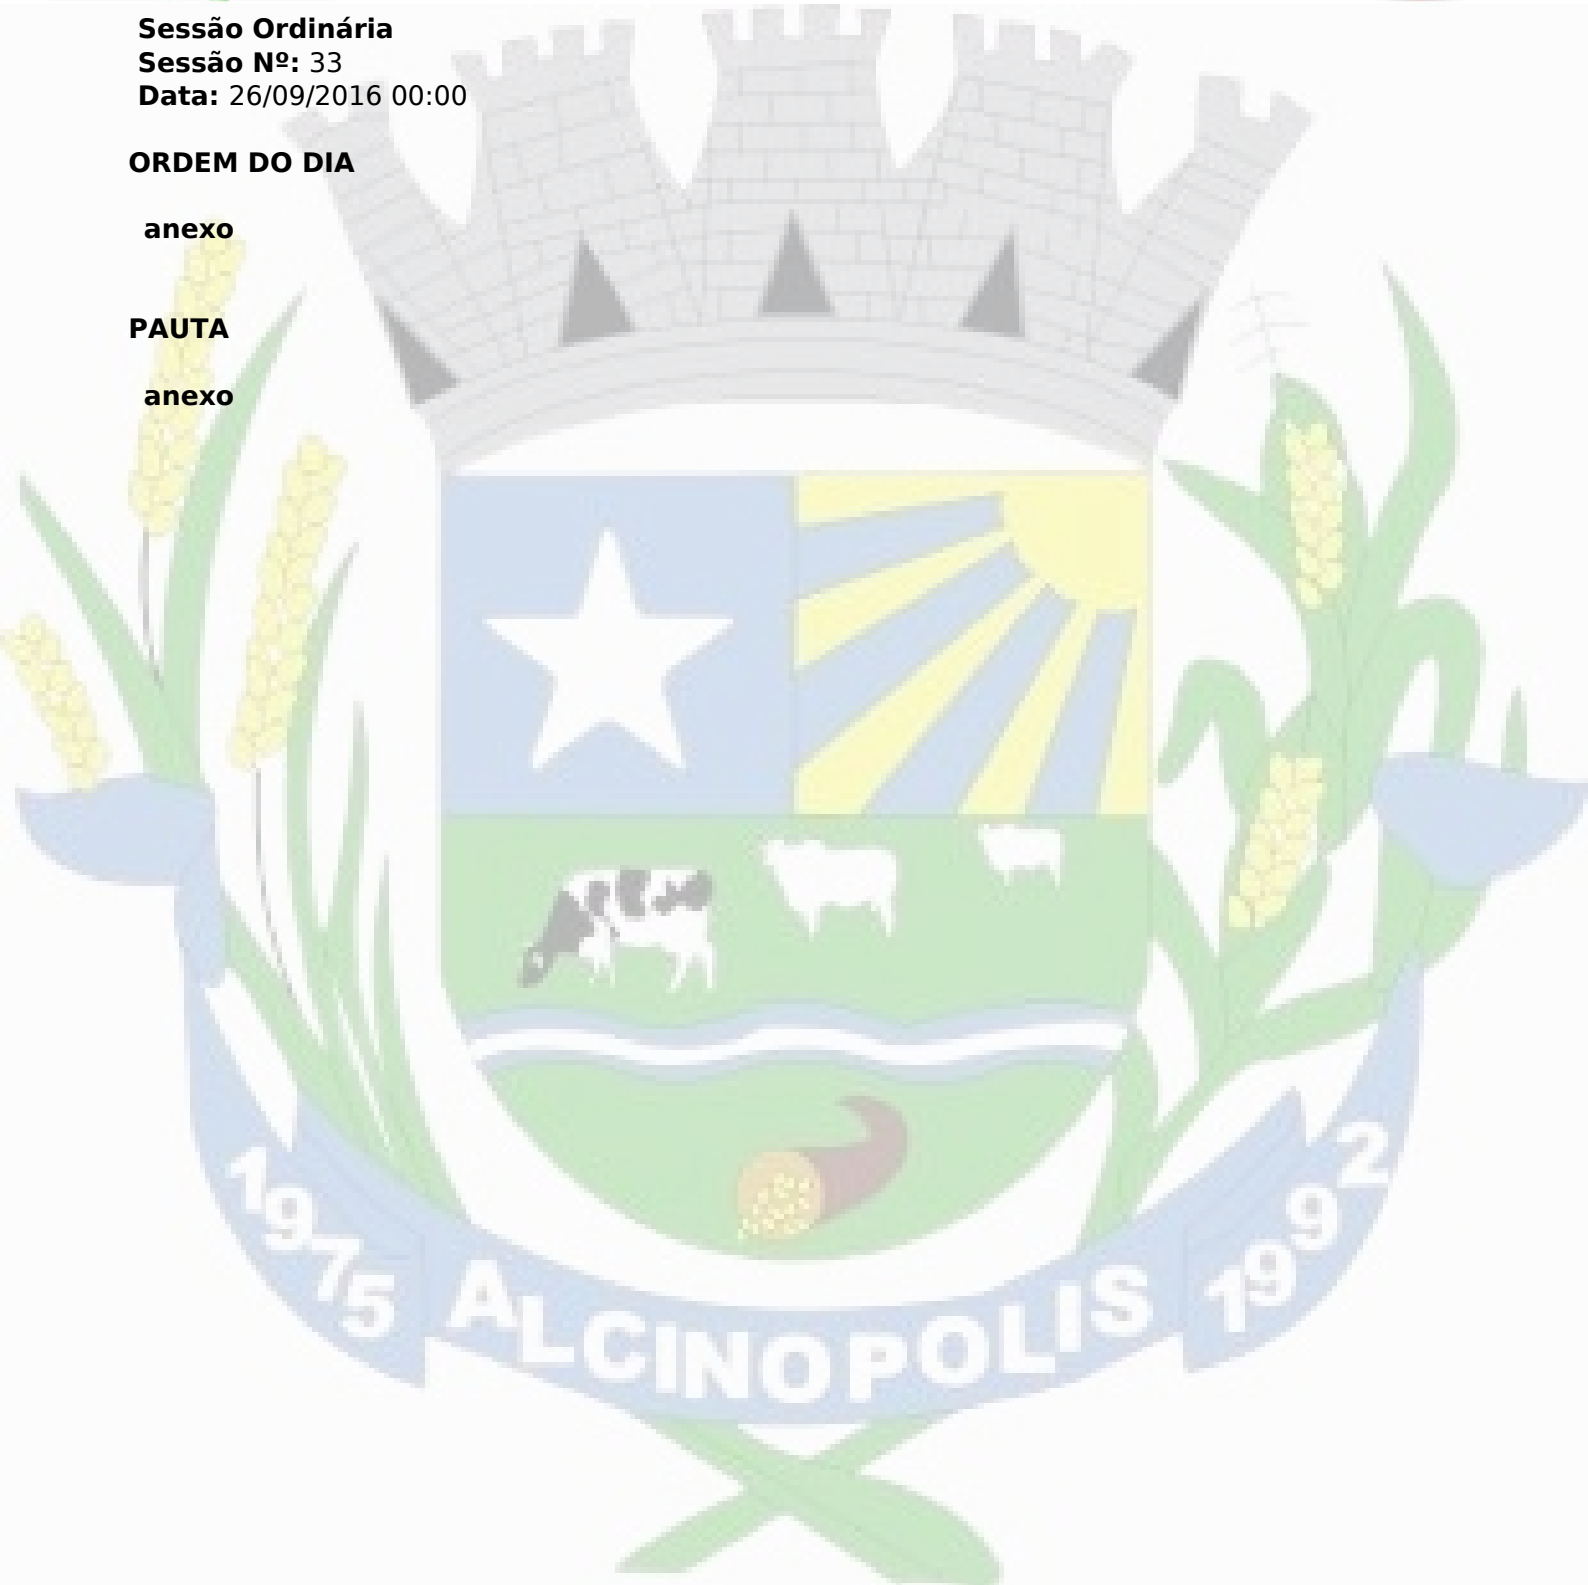 Sessão Ordinária
Sessão Nº: 33
Data: 26/09/2016 00:00
ORDEM DO DIA
anexo
PAUTA
anexo
1975 ALCINOPOLIS 1992